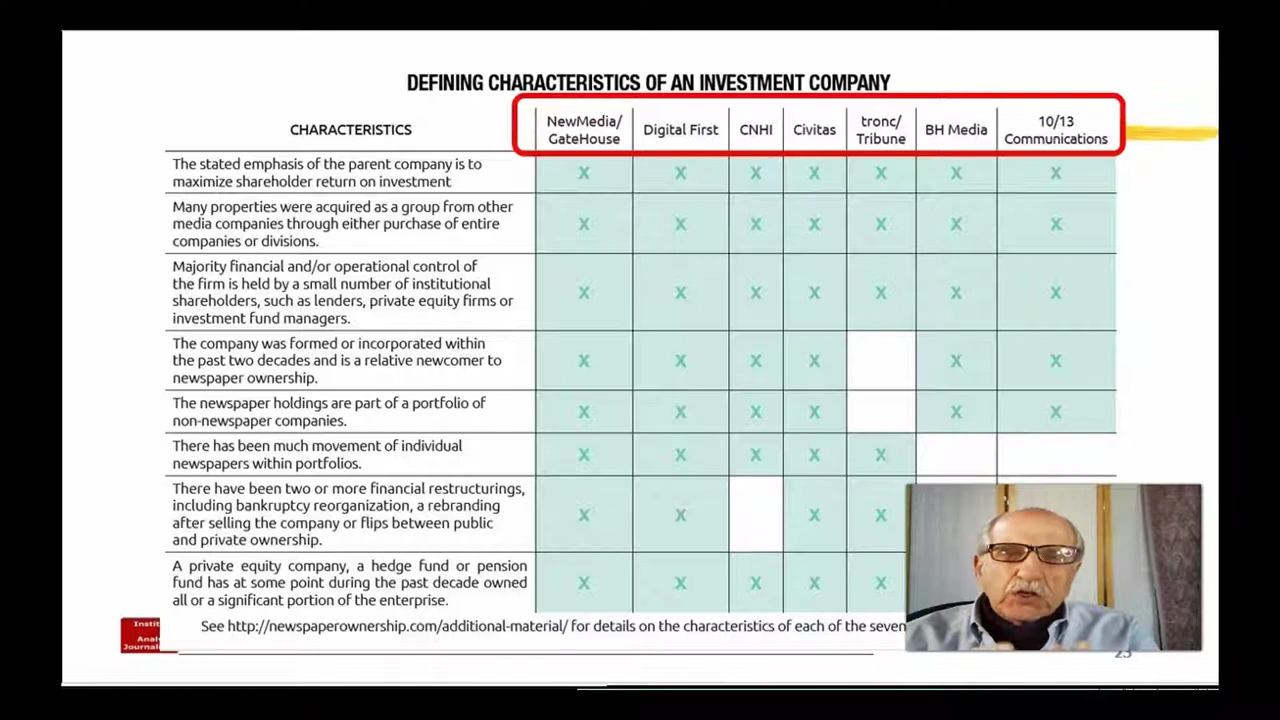 DEFINING CHARACTERISTICS OF AN INVESTMENT COMPANY
CHARACTERISTICS
NewMedia/
GateHouse
Digital First
CNHI
Civitas
tronc/
Tribune
BH Media
10/13
Communications
The stated emphasis of the parent company is to
maximize shareholder return on investment
X X X X X X X
Many properties were acquired as a group from other
media companies through either purchase of entire
companies or divisions.
X X X X X X X
Majority financial and/or operational control of
the firm is held by a small number of institutional
shareholders, such as lenders, private equity firms or
investment fund managers.
X X X X X X X
The company was formed or incorporated within
the past two decades and is a relative newcomer to
newspaper ownership.
X X X X X X
The newspaper holdings are part of a portfolio of
non-newspaper companies.
X X X X X X
There has been much movement of individual
newspapers within portfolios.
X X X X X
There have been two or more financial restructurings,
including bankruptcy reorganization, a rebranding
after selling the company or flips between public
and private ownership.
X X X X
A private equity company, a hedge fund or pension
fund has at some point during the past decade owned
all or a significant portion of the enterprise.
X X X X X
See http://newspaperownership.com/additional-material/ for details on the characteristics of each of the seven
Instit
Anal
Journali